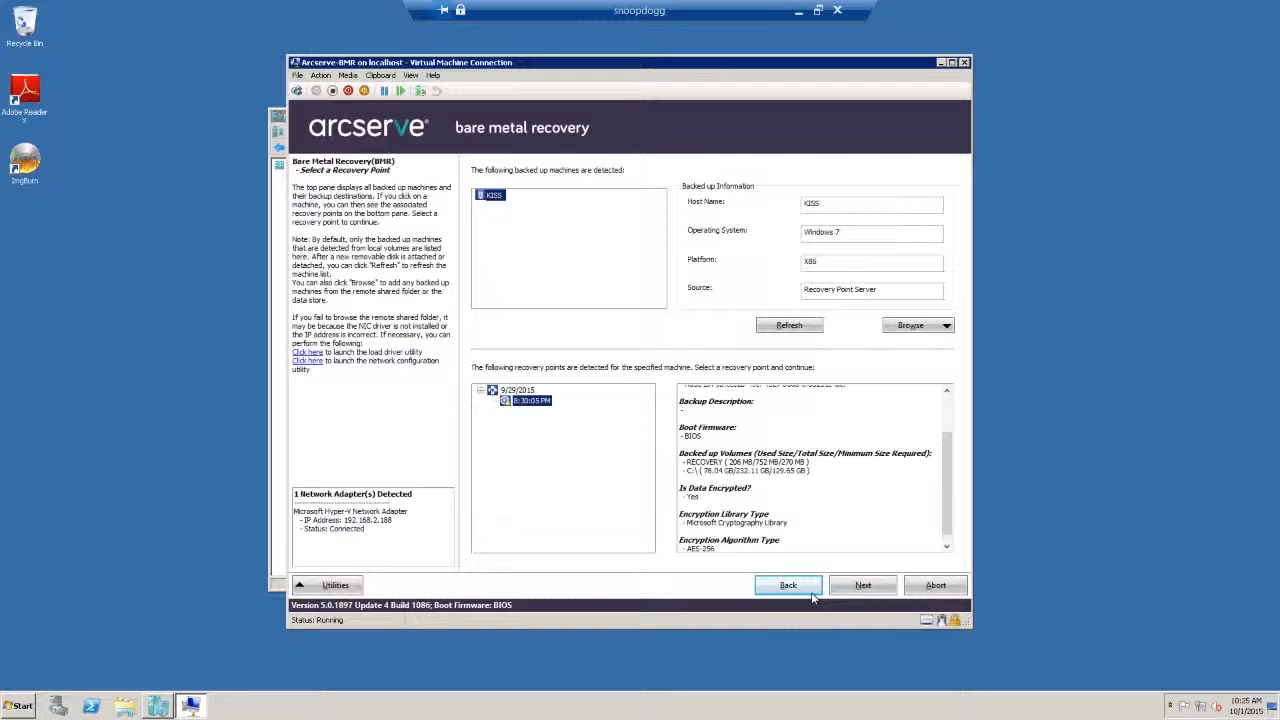 snoopdogg
Recycle Bin
Adobe Reader
X
ImgBurn
Arcserve-BMR on localhost - Virtual Machine Connection
File Action Media Clipboard View Help
arcserve® bare metal recovery
Bare Metal Recovery(BMR)
- Select a Recovery Point
The top pane displays all backed up machines and
their backup destinations. If you click on a
machine, you can then see the associated
recovery points on the bottom pane. Select a
recovery point to continue.
Note: By default, only the backed up machines
that are detected from local volumes are listed
here. After a new removable disk is attached or
detached, you can click "Refresh" to refresh the
machine list.
You can also click "Browse" to add any backed up
machines from the remote shared folder or the
data store.
If you fail to browse the remote shared folder, it
may be because the NIC driver is not installed or
the IP address is incorrect. If necessary, you can
perform the following:
Click here to launch the load driver utility
Click here to launch the network configuration
utility
1 Network Adapter(s) Detected
Microsoft Hyper-V Network Adapter
- IP Address: 192.168.2.188
- Status: Connected
The following backed up machines are detected:
KISS
Backed up Information
Host Name: KISS
Operating System: Windows 7
Platform: X86
Source: Recovery Point Server
Refresh Browse
The following recovery points are detected for the specified machine. Select a recovery point and continue:
9/29/2015
8:30:05 PM
Backup Description:
-
Boot Firmware:
- BIOS
Backed up Volumes (Used Size/Total Size/Minimum Size Required):
- RECOVERY ( 206 MB/752 MB/270 MB )
- C:\ ( 78.04 GB/232.11 GB/129.65 GB )
Is Data Encrypted?
- Yes
Encryption Library Type
- Microsoft Cryptography Library
Encryption Algorithm Type
- AES-256
Utilities Back Next Abort
Version 5.0.1897 Update 4 Build 1086; Boot Firmware: BIOS
Status: Running
Start
10:25 AM
10/1/2015